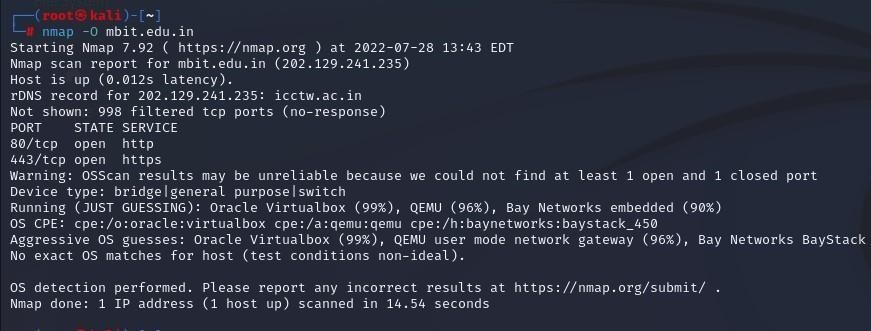 ┌──(root㉿kali)-[~]
└─# nmap -O mbit.edu.in
Starting Nmap 7.92 ( https://nmap.org ) at 2022-07-28 13:43 EDT
Nmap scan report for mbit.edu.in (202.129.241.235)
Host is up (0.012s latency).
rDNS record for 202.129.241.235: icctw.ac.in
Not shown: 998 filtered tcp ports (no-response)
PORT    STATE SERVICE
80/tcp  open  http
443/tcp open  https
Warning: OSScan results may be unreliable because we could not find at least 1 open and 1 closed port
Device type: bridge|general purpose|switch
Running (JUST GUESSING): Oracle Virtualbox (99%), QEMU (96%), Bay Networks embedded (90%)
OS CPE: cpe:/o:oracle:virtualbox cpe:/a:qemu:qemu cpe:/h:baynetworks:baystack_450
Aggressive OS guesses: Oracle Virtualbox (99%), QEMU user mode network gateway (96%), Bay Networks BayStack
No exact OS matches for host (test conditions non-ideal).
OS detection performed. Please report any incorrect results at https://nmap.org/submit/ .
Nmap done: 1 IP address (1 host up) scanned in 14.54 seconds